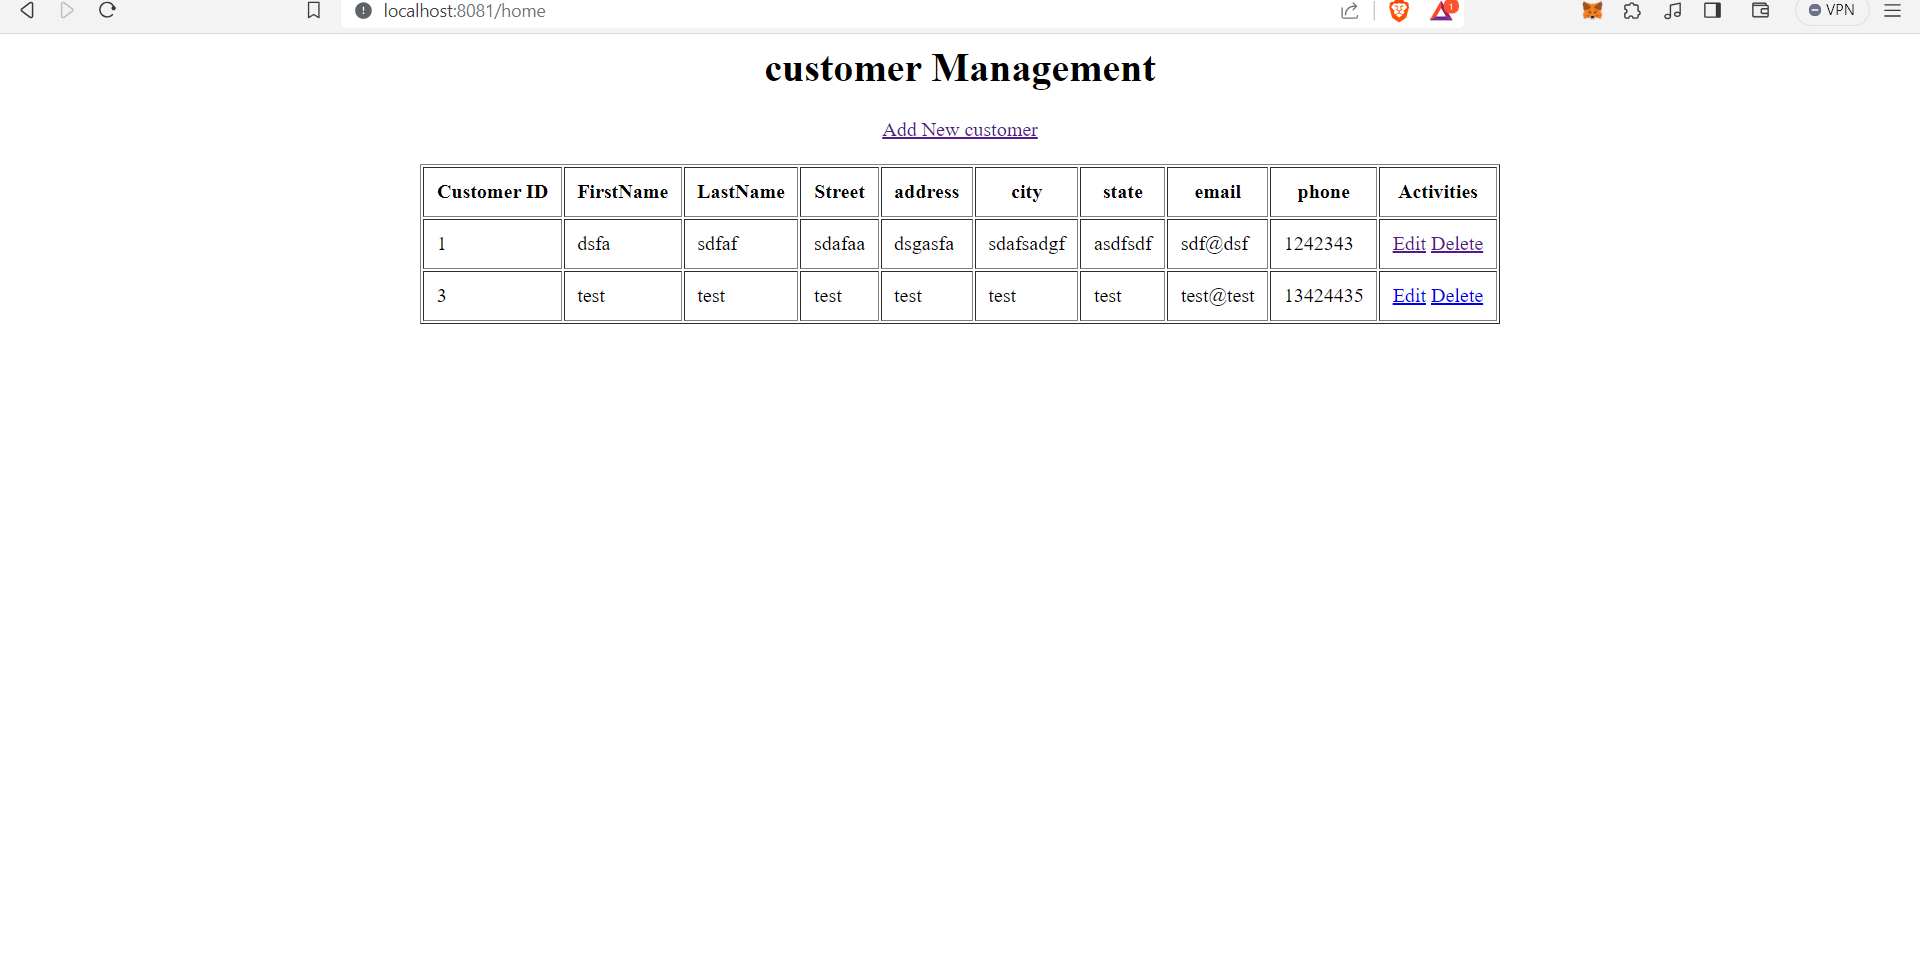 localhost:8081/home 1 VPN
customer Management
Add New customer
Customer ID FirstName LastName Street address city state email phone Activities
1 dsfa sdfaf sdafaa dsgasfa sdafsadgf asdfsdf sdf@dsf 1242343 Edit Delete
3 test test test test test test test@test 13424435 Edit Delete